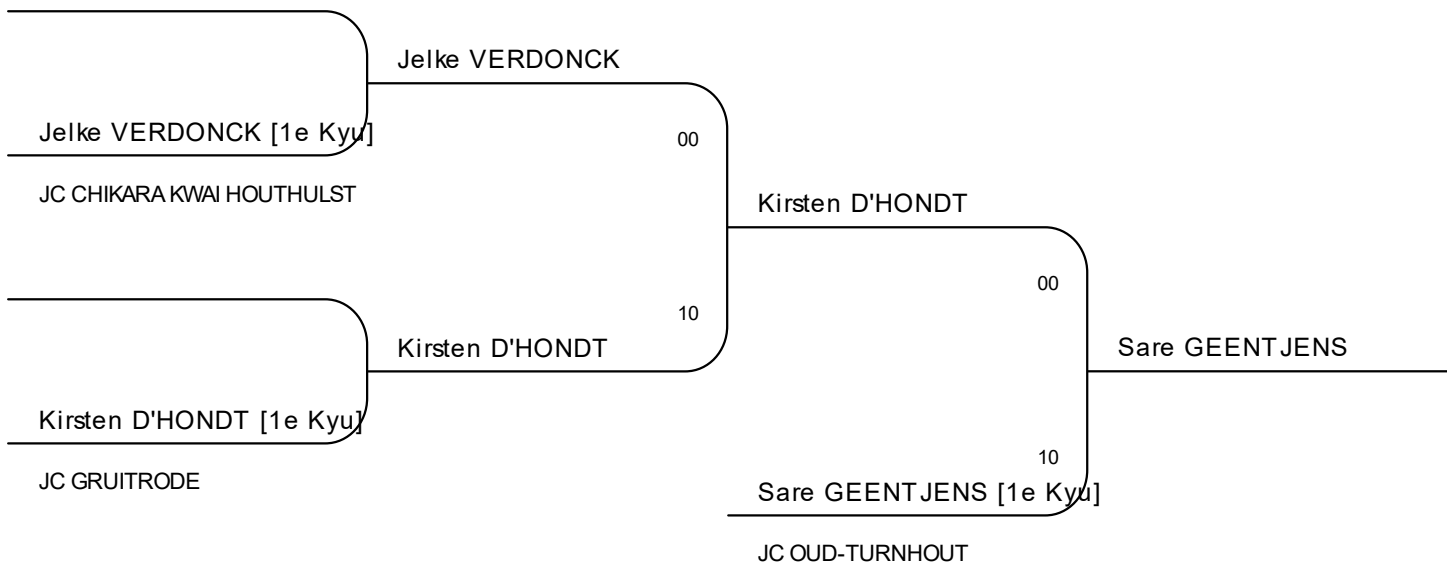 Jelke VERDONCK
Jelke VERDONCK [1e Kyu]
00
JC CHIKARA KWAI HOUTHULST
Kirsten D'HONDT
00
10
Kirsten D'HONDT
Sare GEENTJENS
Kirsten D'HONDT [1e Kyu]
10
JC GRUITRODE
Sare GEENTJENS [1e Kyu]
JC OUD-TURNHOUT